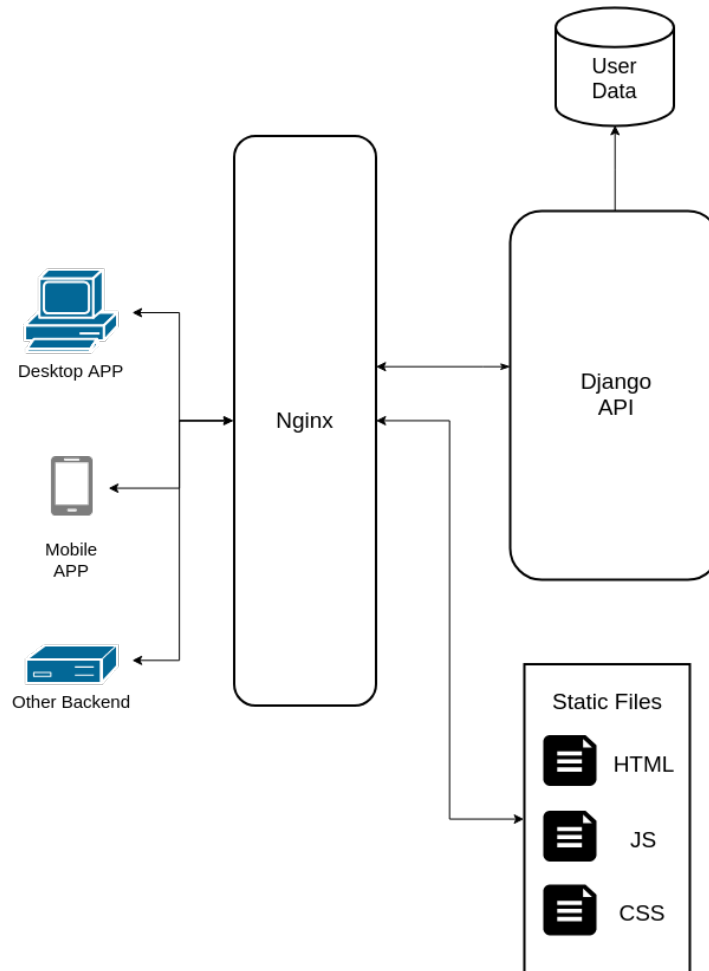 User
Data
Desktop APP
Nginx
Django
API
Mobile
APP
Other Backend
Static Files
HTML
JS
CSS